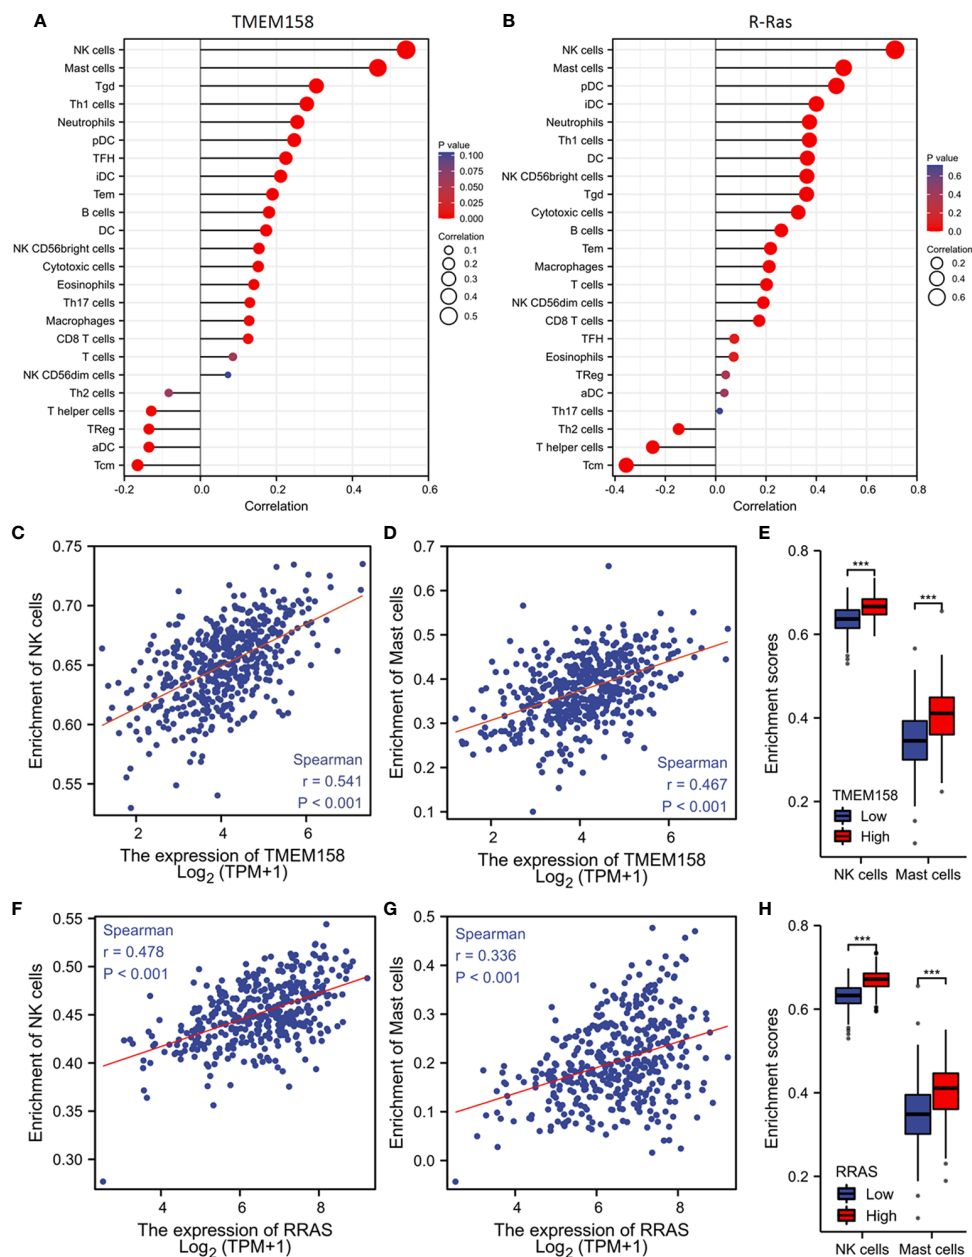 A
TMEM158
NK cells
Mast cells
Tgd
Th1 cells
Neutrophils
pDC
TFH
iDC
Tem
B cells
DC
NK CD56bright cells
Cytotoxic cells
Eosinophils
Th17 cells
Macrophages
CD8 T cells
T cells
NK CD56dim cells
Th2 cells
T helper cells
TReg
aDC
Tcm
-0.2 0.0 0.2 0.4 0.6
Correlation
P value
0.100
0.075
0.050
0.025
0.000
Correlation
0.1
0.2
0.3
0.4
0.5
B
R-Ras
NK cells
Mast cells
pDC
iDC
Neutrophils
Th1 cells
DC
NK CD56bright cells
Tgd
Cytotoxic cells
B cells
Tem
Macrophages
T cells
NK CD56dim cells
CD8 T cells
TFH
Eosinophils
TReg
aDC
Th17 cells
Th2 cells
T helper cells
Tcm
-0.4 -0.2 0.0 0.2 0.4 0.6 0.8
Correlation
P value
0.6
0.4
0.2
0.0
Correlation
0.2
0.4
0.6
C
0.75
0.70
0.65
0.60
0.55
Enrichment of NK cells
Spearman
r = 0.541
P < 0.001
2 4 6
The expression of TMEM158
Log2 (TPM+1)
D
0.7
0.6
0.5
0.4
0.3
0.2
0.1
Enrichment of Mast cells
Spearman
r = 0.467
P < 0.001
2 4 6
The expression of TMEM158
Log2 (TPM+1)
E
0.8
0.6
0.4
0.2
Enrichment scores
***
***
TMEM158
Low
High
NK cells Mast cells
F
0.55
0.50
0.45
0.40
0.35
0.30
Enrichment of NK cells
Spearman
r = 0.478
P < 0.001
4 6 8
The expression of RRAS
Log2 (TPM+1)
G
0.5
0.4
0.3
0.2
0.1
0.0
Enrichment of Mast cells
Spearman
r = 0.336
P < 0.001
4 6 8
The expression of RRAS
Log2 (TPM+1)
H
0.8
0.6
0.4
0.2
Enrichment scores
***
***
RRAS
Low
High
NK cells Mast cells